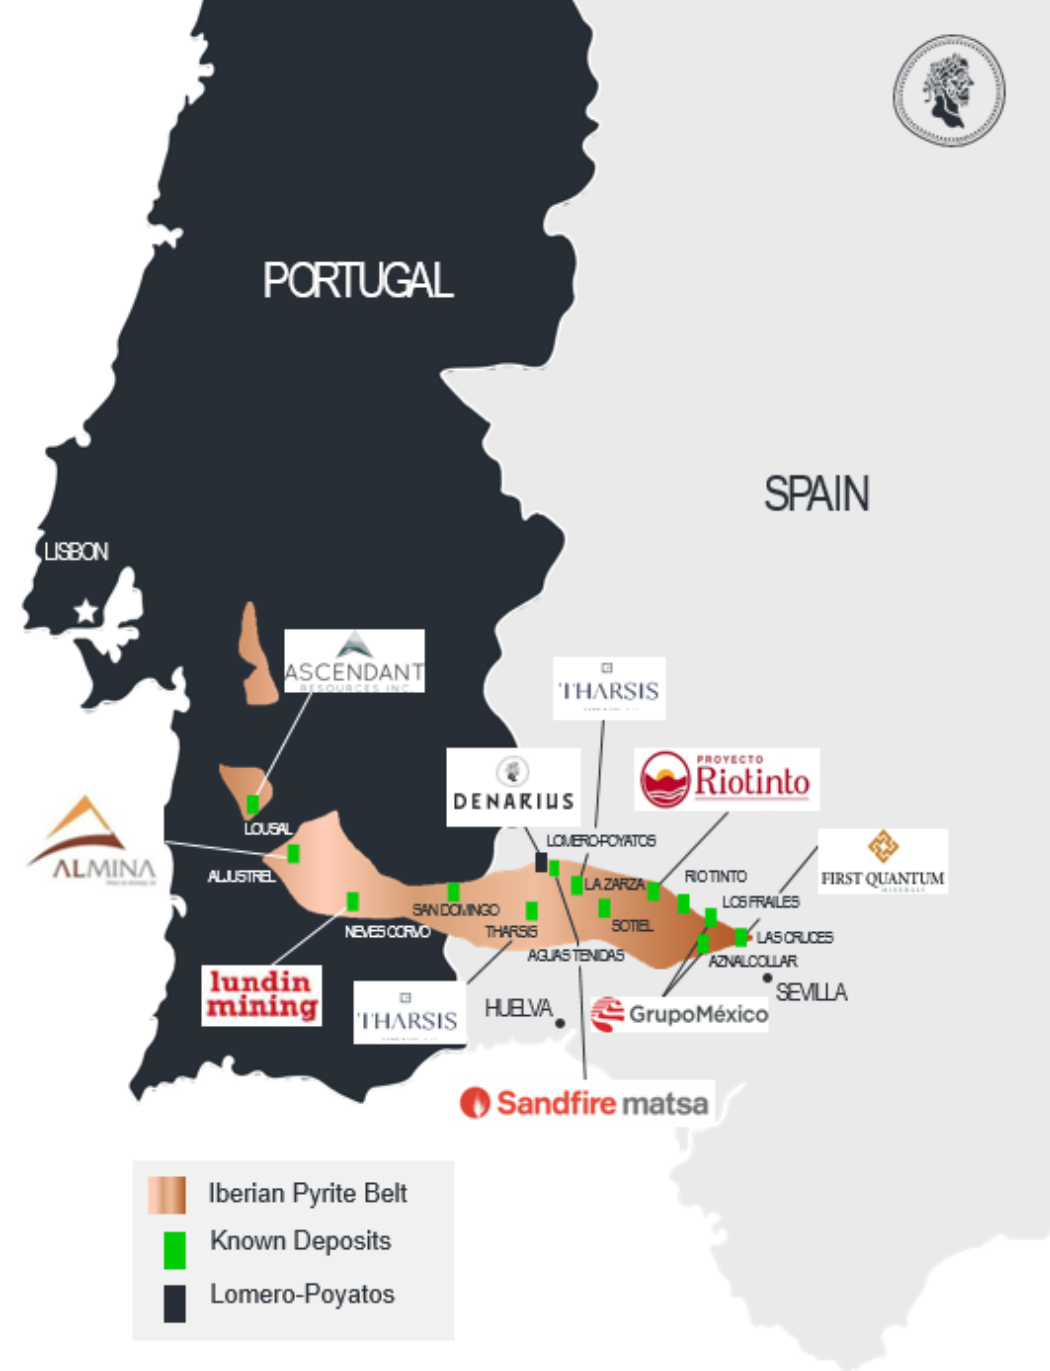 PORTUGAL
SPAIN
LISBON
ASCENDANT
RESOURCES INC.
THARSIS
DENARIUS
PROYECTO
Riotinto
ALMINA
LOUSAL
LOMERO-POYATOS
FIRST QUANTUM
MINERALS
ALJUSTREL
LA ZARZA
RIO TINTO
LOS FRAILES
SAN DOMINGO
NEVES CORVO
THARSIS
SOTIEL
LAS CRUCES
AGUAS TENIDAS
AZNALCOLLAR
lundin
mining
THARSIS
HUELVA
SEVILLA
GrupoMéxico
Sandfire matsa
Iberian Pyrite Belt
Known Deposits
Lomero-Poyatos